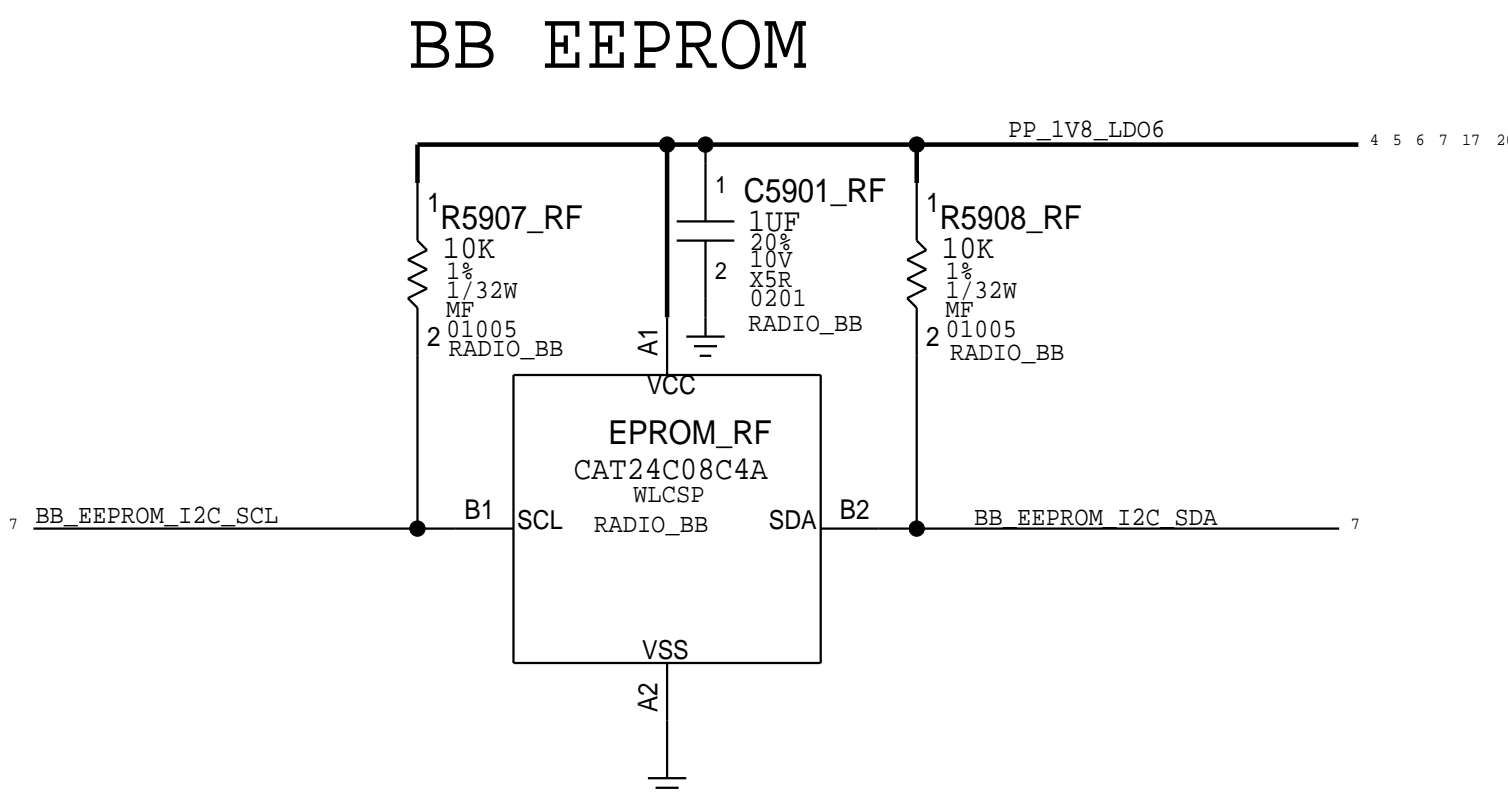 BB EEPROM
PP_1V8_LDO6
4 5 6 7 17
1
R5907_RF
10K
1%
1/32W
MF
2
01005
RADIO_BB
1
C5901_RF
1UF
20%
10V
2
X5R
0201
RADIO_BB
1
R5908_RF
10K
1%
1/32W
MF
2
01005
RADIO_BB
A1
VCC
EPROM_RF
CAT24C08C4A
WLCSP
RADIO_BB
7
BB_EEPROM_I2C_SCL
B1
SCL
SDA
B2
BB_EEPROM_I2C_SDA
7
VSS
A2